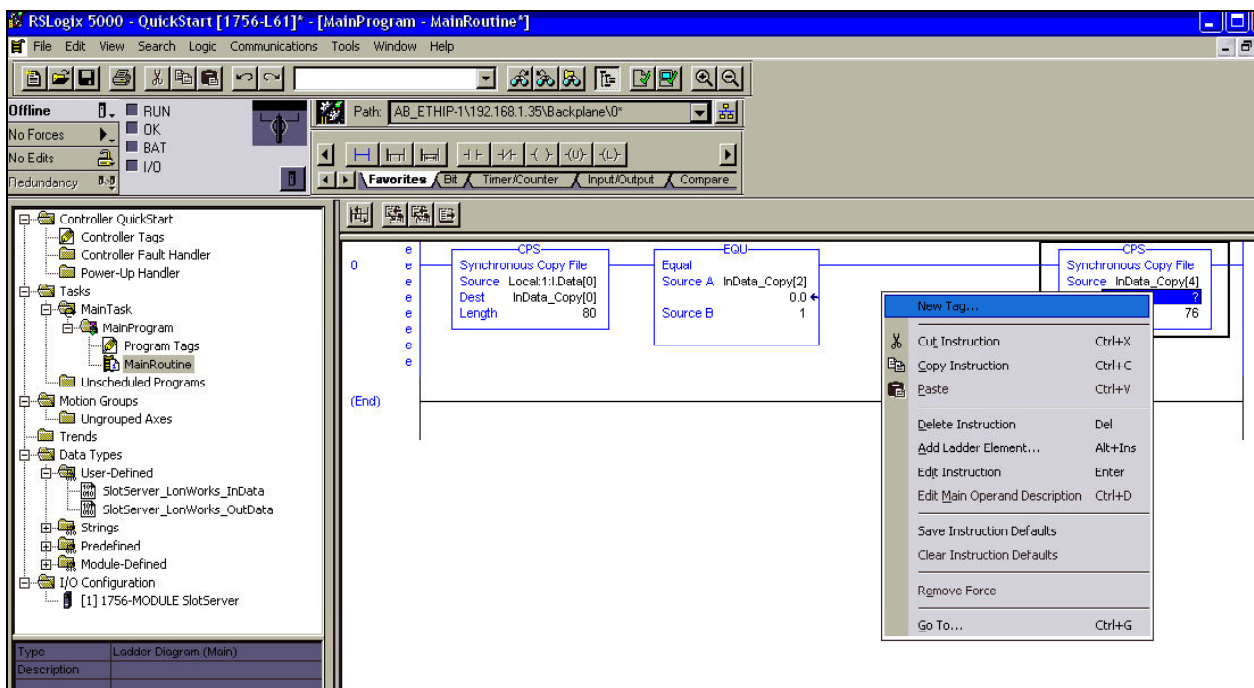 RSLogix 5000 - QuickStart [1756-L61]* - [MainProgram - MainRoutine*]
File Edit View Search Logic Communications Tools Window Help
Offline
RUN
No Forces
OK
No Edits
BAT
Redundancy
I/O
Path: AB_ETHIP-1\192.168.1.35\Backplane\0*
Favorites Bit Timer/Counter Input/Output Compare
Controller QuickStart
Controller Tags
Controller Fault Handler
Power-Up Handler
Tasks
MainTask
MainProgram
Program Tags
MainRoutine
Unscheduled Programs
Motion Groups
Ungrouped Axes
Trends
Data Types
User-Defined
SlotServer_LonWorks_InData
SlotServer_LonWorks_OutData
Strings
Predefined
Module-Defined
I/O Configuration
[1] 1756-MODULE SlotServer
Type Ladder Diagram (Main)
Description
0
e
e
e
e
e
e
e
e
(End)
CPS
Synchronous Copy File
Source Local:1:I.Data[0]
Dest InData_Copy[0]
Length 80
EQU
Equal
Source A InData_Copy[2]
0.0
Source B 1
CPS
Synchronous Copy File
Source InData_Copy[4]
?
76
New Tag...
Cut Instruction Ctrl+X
Copy Instruction Ctrl+C
Paste Ctrl+V
Delete Instruction Del
Add Ladder Element... Alt+Ins
Edit Instruction Enter
Edit Main Operand Description Ctrl+D
Save Instruction Defaults
Clear Instruction Defaults
Remove Force
Go To... Ctrl+G